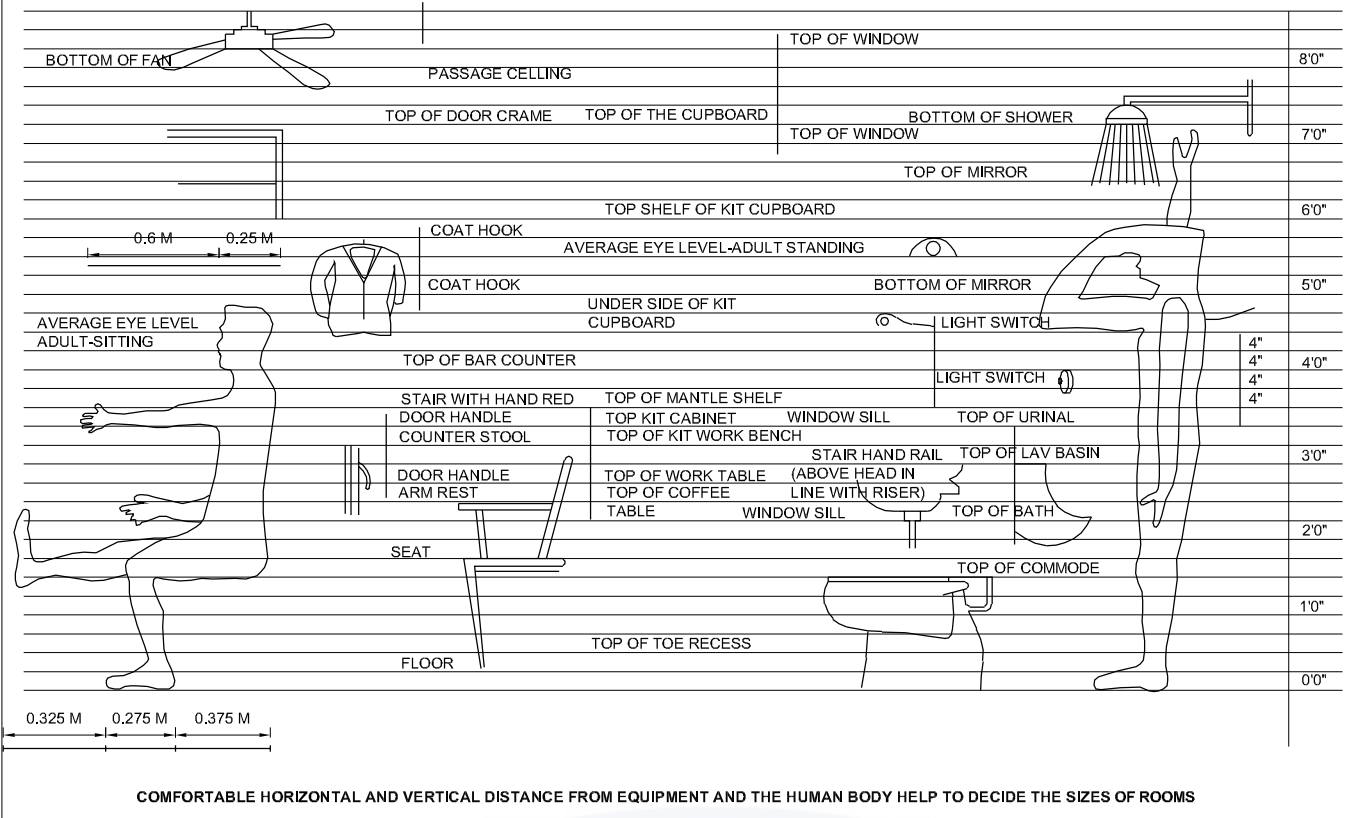 TOP OF WINDOW
BOTTOM OF FAN
8'0"
PASSAGE CELLING
TOP OF DOOR CRAME
TOP OF THE CUPBOARD
BOTTOM OF SHOWER
TOP OF WINDOW
7'0"
TOP OF MIRROR
TOP SHELF OF KIT CUPBOARD
6'0"
0.6 M
0.25 M
COAT HOOK
AVERAGE EYE LEVEL-ADULT STANDING
COAT HOOK
BOTTOM OF MIRROR
5'0"
UNDER SIDE OF KIT
CUPBOARD
AVERAGE EYE LEVEL
ADULT-SITTING
LIGHT SWITCH
4"
TOP OF BAR COUNTER
4"
4'0"
LIGHT SWITCH
4"
STAIR WITH HAND RED
TOP OF MANTLE SHELF
4"
DOOR HANDLE
TOP KIT CABINET
WINDOW SILL
TOP OF URINAL
COUNTER STOOL
TOP OF KIT WORK BENCH
STAIR HAND RAIL
TOP OF LAV BASIN
3'0"
DOOR HANDLE
TOP OF WORK TABLE
(ABOVE HEAD IN
ARM REST
TOP OF COFFEE
LINE WITH RISER)
TABLE
WINDOW SILL
TOP OF BATH
2'0"
SEAT
TOP OF COMMODE
1'0"
TOP OF TOE RECESS
FLOOR
0'0"
0.325 M
0.275 M
0.375 M
COMFORTABLE HORIZONTAL AND VERTICAL DISTANCE FROM EQUIPMENT AND THE HUMAN BODY HELP TO DECIDE THE SIZES OF ROOMS